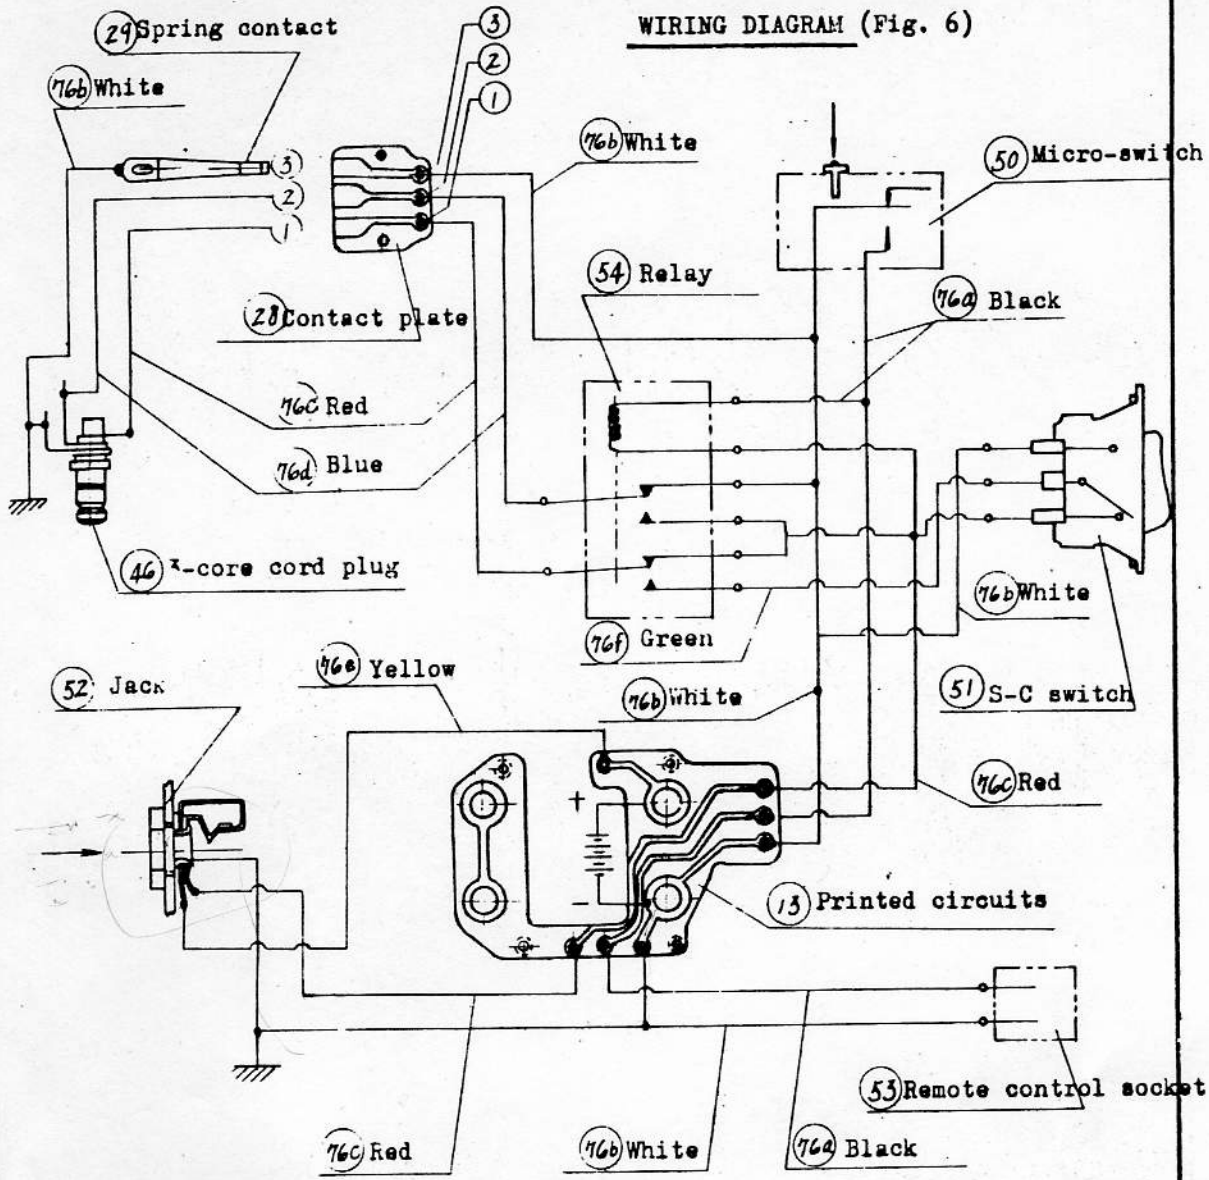 WIRING DIAGRAM (Fig. 6)
29 Spring contact
3
2
1
76b White
76b White
50 Micro-switch
3
2
1
54 Relay
76a Black
28 Contact plate
76c Red
76d Blue
46 -core cord plug
76b White
76f Green
76e Yellow
52 Jack
76b White
51 S-C switch
76c Red
+
-
13 Printed circuits
53 Remote control socket
76c Red
76b White
76a Black